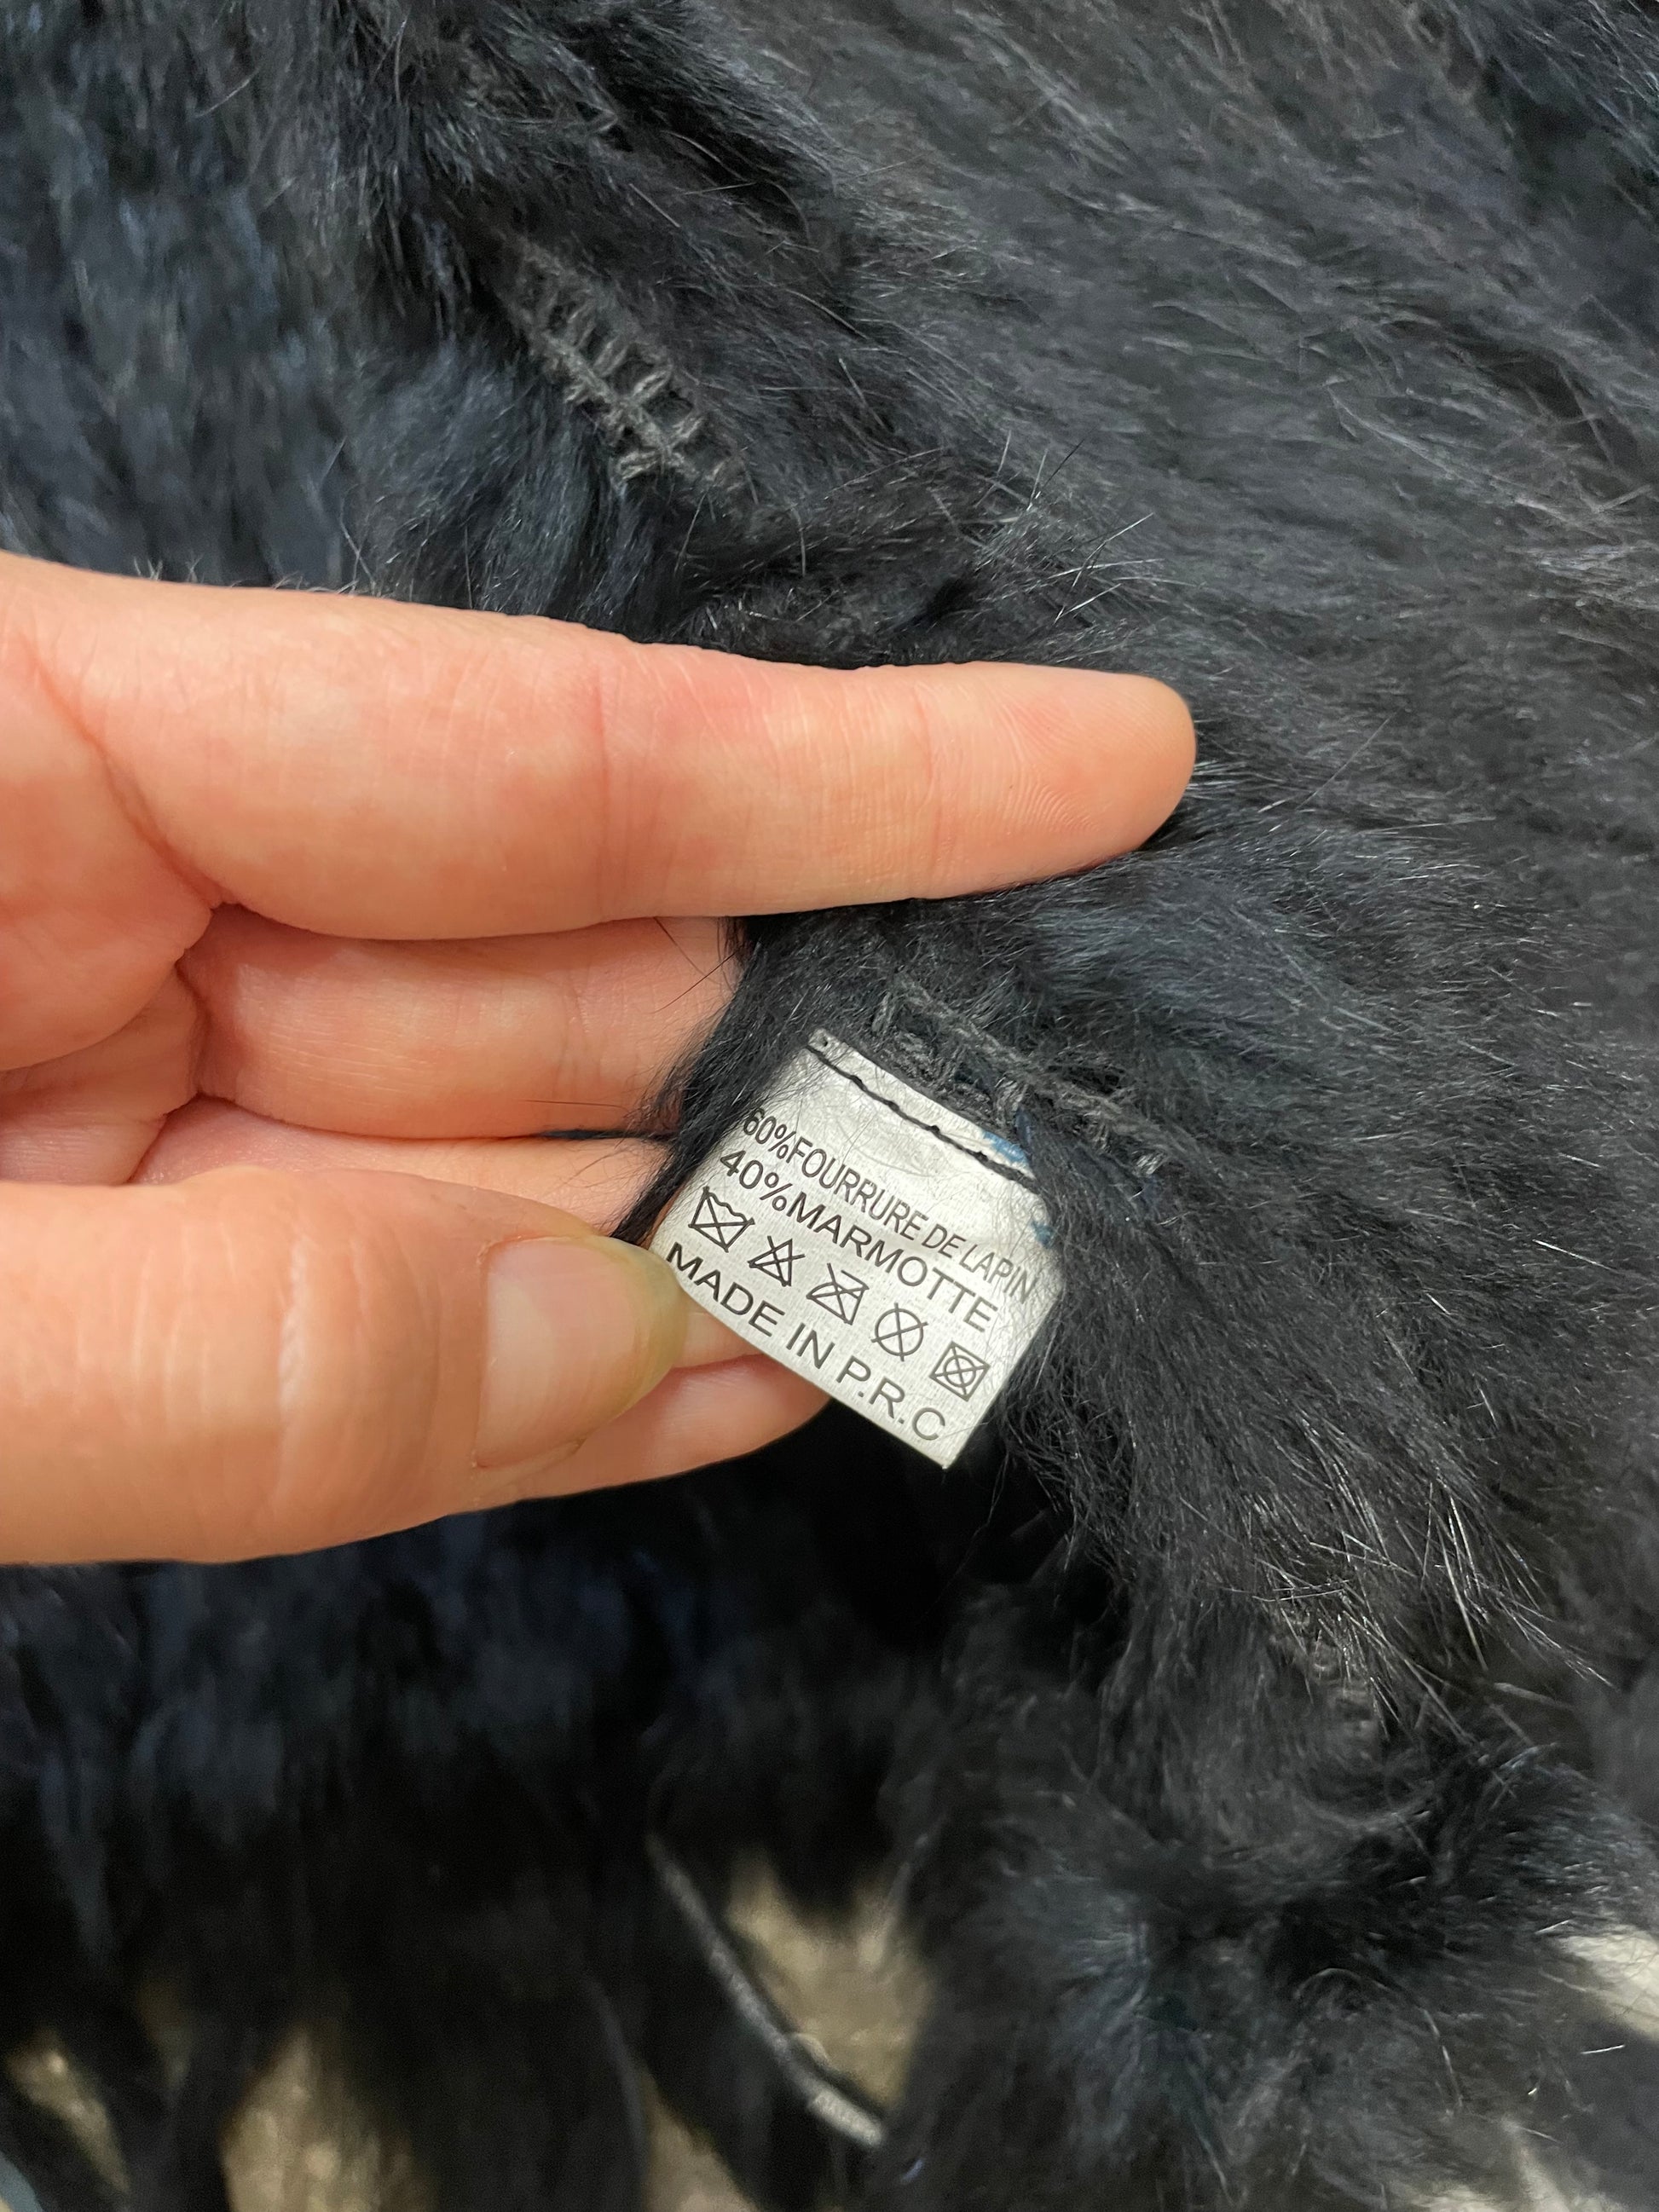 60%FOURRURE DE LAPIN
40%MARMOTTE
MADE IN P.R.C